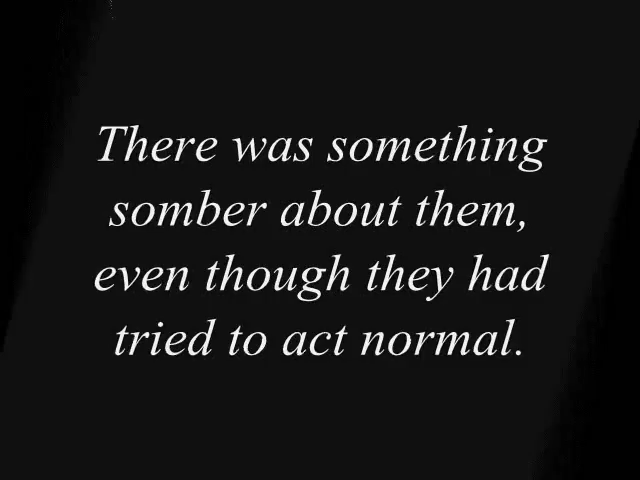 There was something
somber about them,
even though they had
tried to act normal.